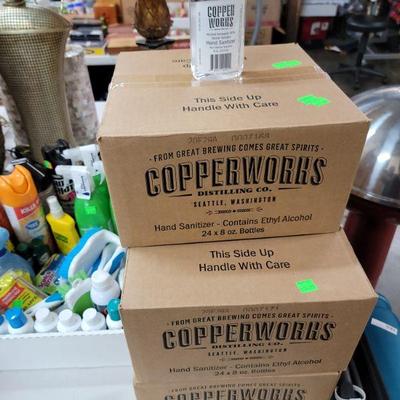 COPPER
WORKS
Hand Sanitizer
This Side Up
Handle With Care
-FROM GREAT BREWING COMES GREAT SPIRITS-
COPPERWORKS
DISTILLING CO.
SEATTLE, WASHINGTON
Hand Sanitizer - Contains Ethyl Alcohol
24 x 8 oz. Bottles
This Side Up
Handle With Care
-FROM GREAT BREWING COMES GREAT SPIRITS-
COPPERWORKS
DISTILLING CO.
SEATTLE, WASHINGTON
Hand Sanitizer - Contains Ethyl Alcohol
24 x 8 oz. Bottles
-FROM GREAT BREWING COMES GREAT SPIRITS-